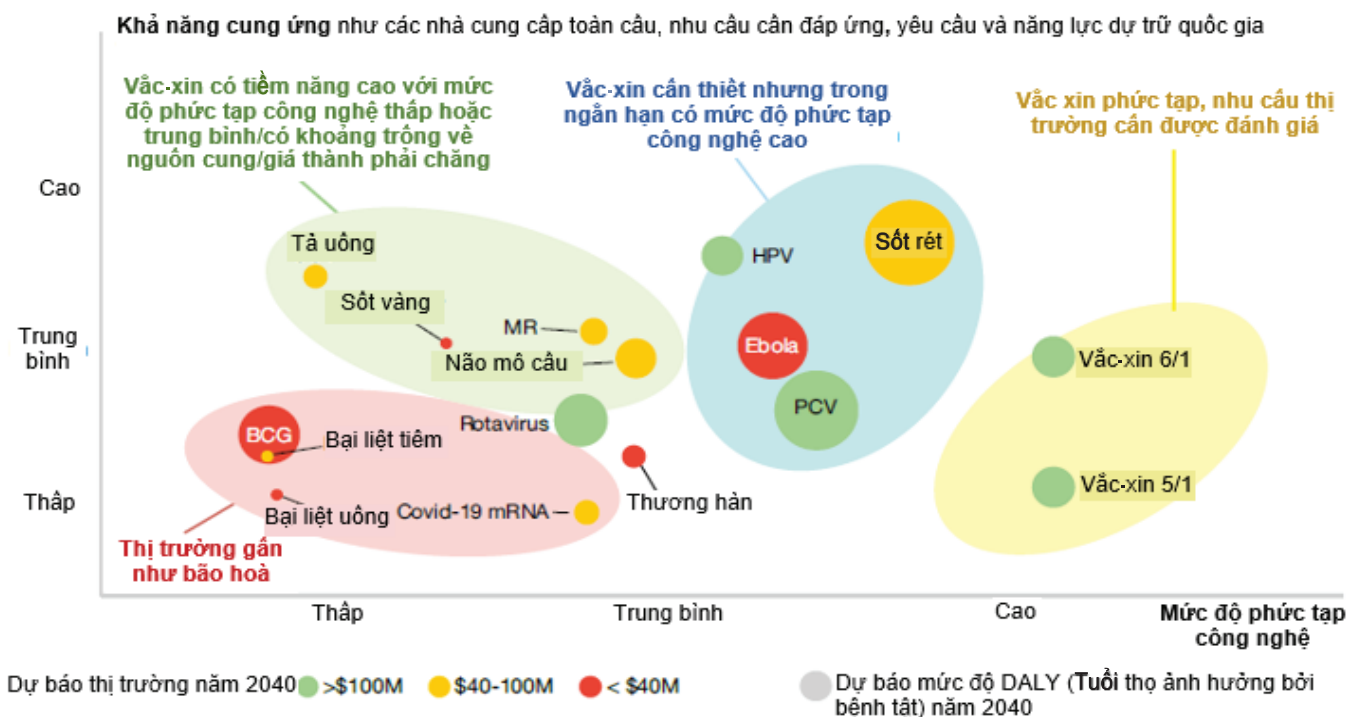 Khả năng cung ứng như các nhà cung cấp toàn cầu, nhu cầu cần đáp ứng, yêu cầu và năng lực dự trữ quốc gia
Vắc-xin có tiềm năng cao với mức
độ phức tạp công nghệ thấp hoặc
trung bình/có khoảng trống về
nguồn cung/giá thành phải chăng
Vắc-xin cần thiết nhưng trong
ngắn hạn có mức độ phức tạp
công nghệ cao
Vắc xin phức tạp, nhu cầu thị
trường cần được đánh giá
Cao
Tả uống
Sốt vàng
MR
Não mô cầu
HPV
Sốt rét
Ebola
PCV
Trung
bình
Vắc-xin 6/1
BCG
Bại liệt tiêm
Rotavirus
Thấp
Bại liệt uống
Covid-19 mRNA
Thương hàn
Vắc-xin 5/1
Thị trường gần
như bão hoà
Thấp
Trung bình
Cao
Mức độ phức tạp
công nghệ
Dự báo thị trường năm 2040
>$100M
$40-100M
< $40M
Dự báo mức độ DALY (Tuổi thọ ảnh hưởng bởi
bệnh tật) năm 2040